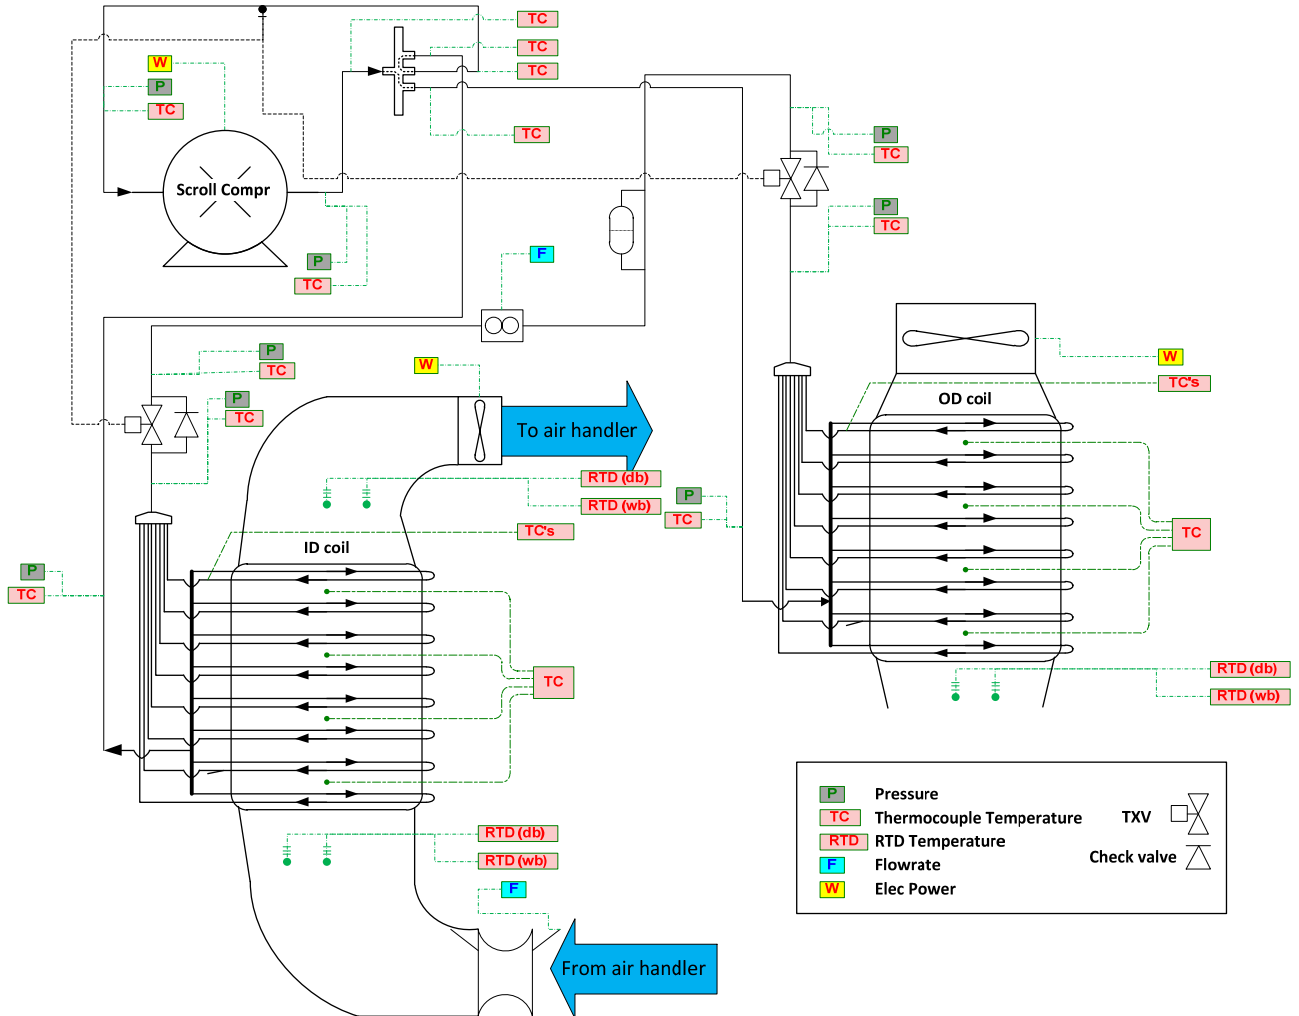 TC
TC
W
TC
P
TC
P
TC
TC
Scroll Compr
P
TC
F
P
TC
P
W
W
TC
TC's
P
OD coil
TC
To air handler
RTD (db)
P
RTD (wb)
TC
TC's
TC
ID coil
P
TC
RTD (db)
TC
RTD (wb)
P Pressure
TC Thermocouple Temperature
TXV
RTD RTD Temperature
Check valve
F Flowrate
W Elec Power
RTD (db)
RTD (wb)
F
From air handler